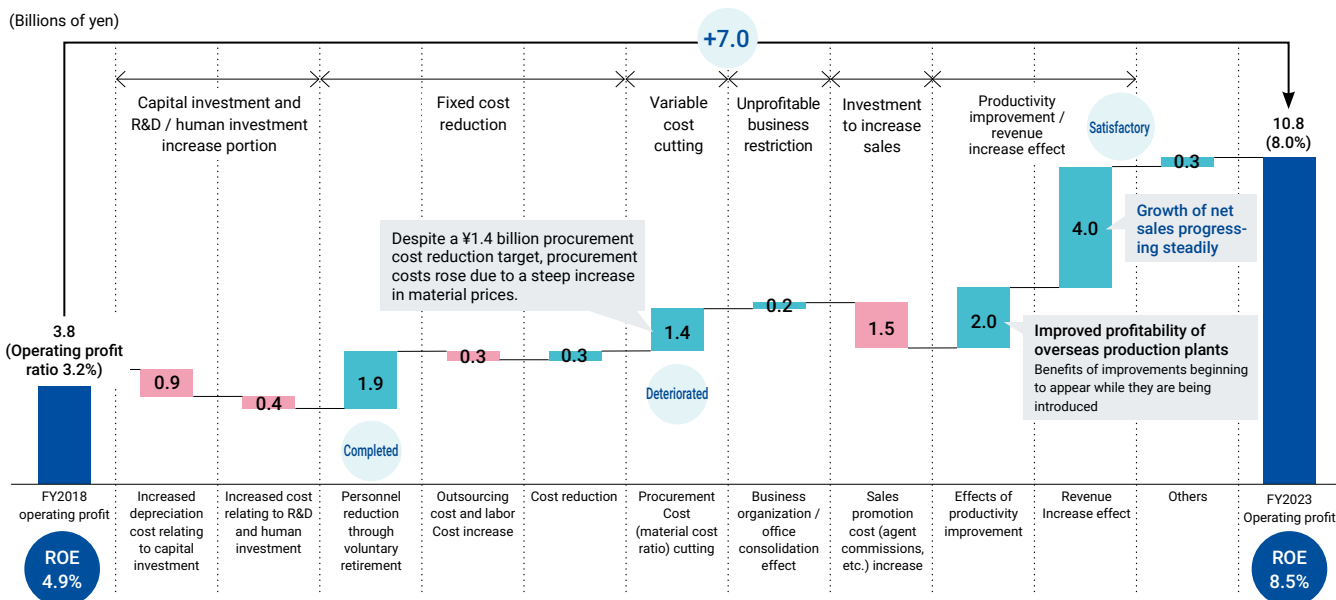 (Billions of yen)
+7.0
Capital investment and
R&D / human investment
increase portion
Fixed cost
reduction
Variable
cost
cutting
Unprofitable
business
restriction
Investment
to increase
sales
Productivity
improvement /
revenue
increase effect
Satisfactory
10.8
(8.0%)
0.3
4.0
Growth of net
sales progress-
ing steadily
Despite a ¥1.4 billion procurement
cost reduction target, procurement
costs rose due to a steep increase
in material prices.
3.8
(Operating profit
ratio 3.2%)
0.9
0.4
1.9
0.3
0.3
1.4
0.2
1.5
2.0
Improved profitability of
overseas production plants
Benefits of improvements beginning
to appear while they are being
introduced
Completed
Deteriorated
FY2018
operating profit
Increased
depreciation
cost relating
to capital
investment
Increased cost
relating to R&D
and human
investment
Personnel
reduction
through
voluntary
retirement
Outsourcing
cost and labor
Cost increase
Cost reduction
Procurement
Cost
(material cost
ratio) cutting
Business
organization /
office
consolidation
effect
Sales
promotion
cost (agent
commissions,
etc.) increase
Effects of
productivity
improvement
Revenue
Increase effect
Others
FY2023
Operating profit
ROE
4.9%
ROE
8.5%